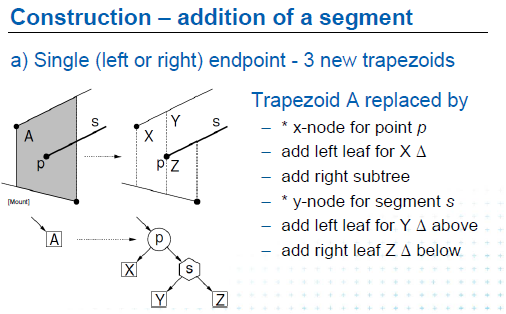 Construction – addition of a segment
a) Single (left or right) endpoint - 3 new trapezoids
Trapezoid A replaced by
– * x-node for point p
– add left leaf for X Δ
– add right subtree
– * y-node for segment s
– add left leaf for Y Δ above
– add right leaf Z Δ below
A
s
p
X
Y
s
p
Z
[Mount]
A
p
X
s
Y
Z